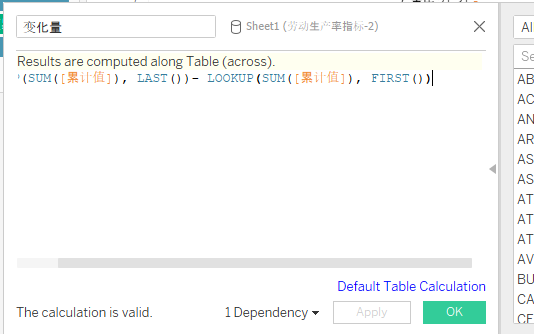 变化量
Sheet1 (劳动生产率指标-2)
Results are computed along Table (across).
(SUM([累计值]), LAST())- LOOKUP(SUM([累计值]), FIRST())
Default Table Calculation
The calculation is valid.
1 Dependency
Apply
OK
All
Se
AB
AC
AN
AR
AS
AS
AT
AT
AT
AV
BU
CA
CE